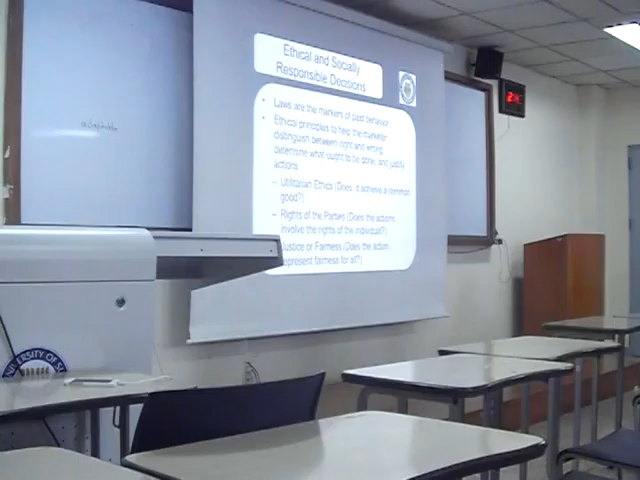 Ethical and Socially
Responsible Decisions
• Laws are the markers of past behavior
• Ethical principles to help the marketer
distinguish between right and wrong,
determine what ought to be done, and justify
actions
– Utilitarian Ethics (Does it achieve a common
good?)
– Rights of the Parties (Does the actions
involve the rights of the individual?)
Justice or Fairness (Does the action
represent fairness for all?)
UNIVERSITY OF